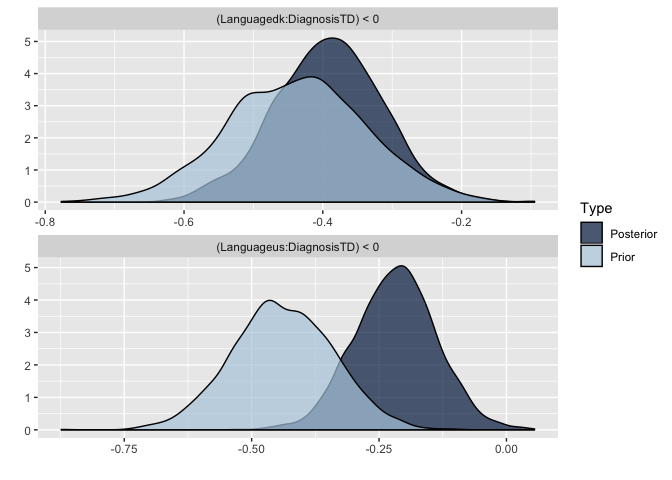 (Languagedk:DiagnosisTD) < 0
5
4
3
2
1
0
-0.8 -0.6 -0.4 -0.2
(Languageus:DiagnosisTD) < 0
5
4
3
2
1
0
-0.75 -0.50 -0.25 0.00
Type
Posterior
Prior